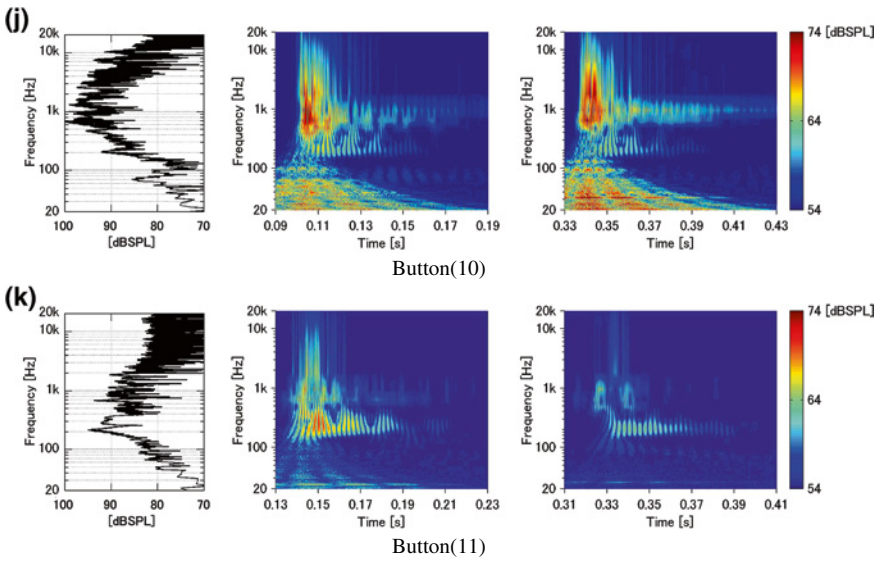 (j)
20k
10k
1k
100
20
Frequency [Hz]
100 90 80 70
[dBSPL]
20k
10k
1k
100
20
Frequency [Hz]
0.09 0.11 0.13 0.15 0.17 0.19
Time [s]
20k
10k
1k
100
20
Frequency [Hz]
0.33 0.35 0.37 0.39 0.41 0.43
Time [s]
74 [dBSPL]
64
54
Button(10)
(k)
20k
10k
1k
100
20
Frequency [Hz]
100 90 80 70
[dBSPL]
20k
10k
1k
100
20
Frequency [Hz]
0.13 0.15 0.17 0.19 0.21 0.23
Time [s]
20k
10k
1k
100
20
Frequency [Hz]
0.31 0.33 0.35 0.37 0.39 0.41
Time [s]
74 [dBSPL]
64
54
Button(11)